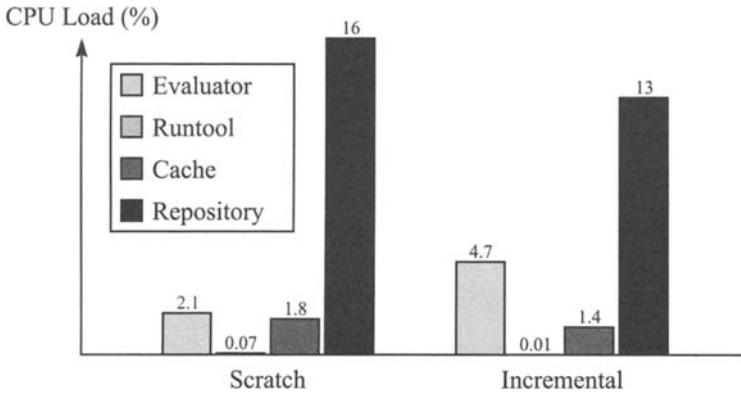 CPU Load (%)
Evaluator
Runtool
Cache
Repository
2.1
0.07
1.8
16
4.7
0.01
1.4
13
Scratch
Incremental